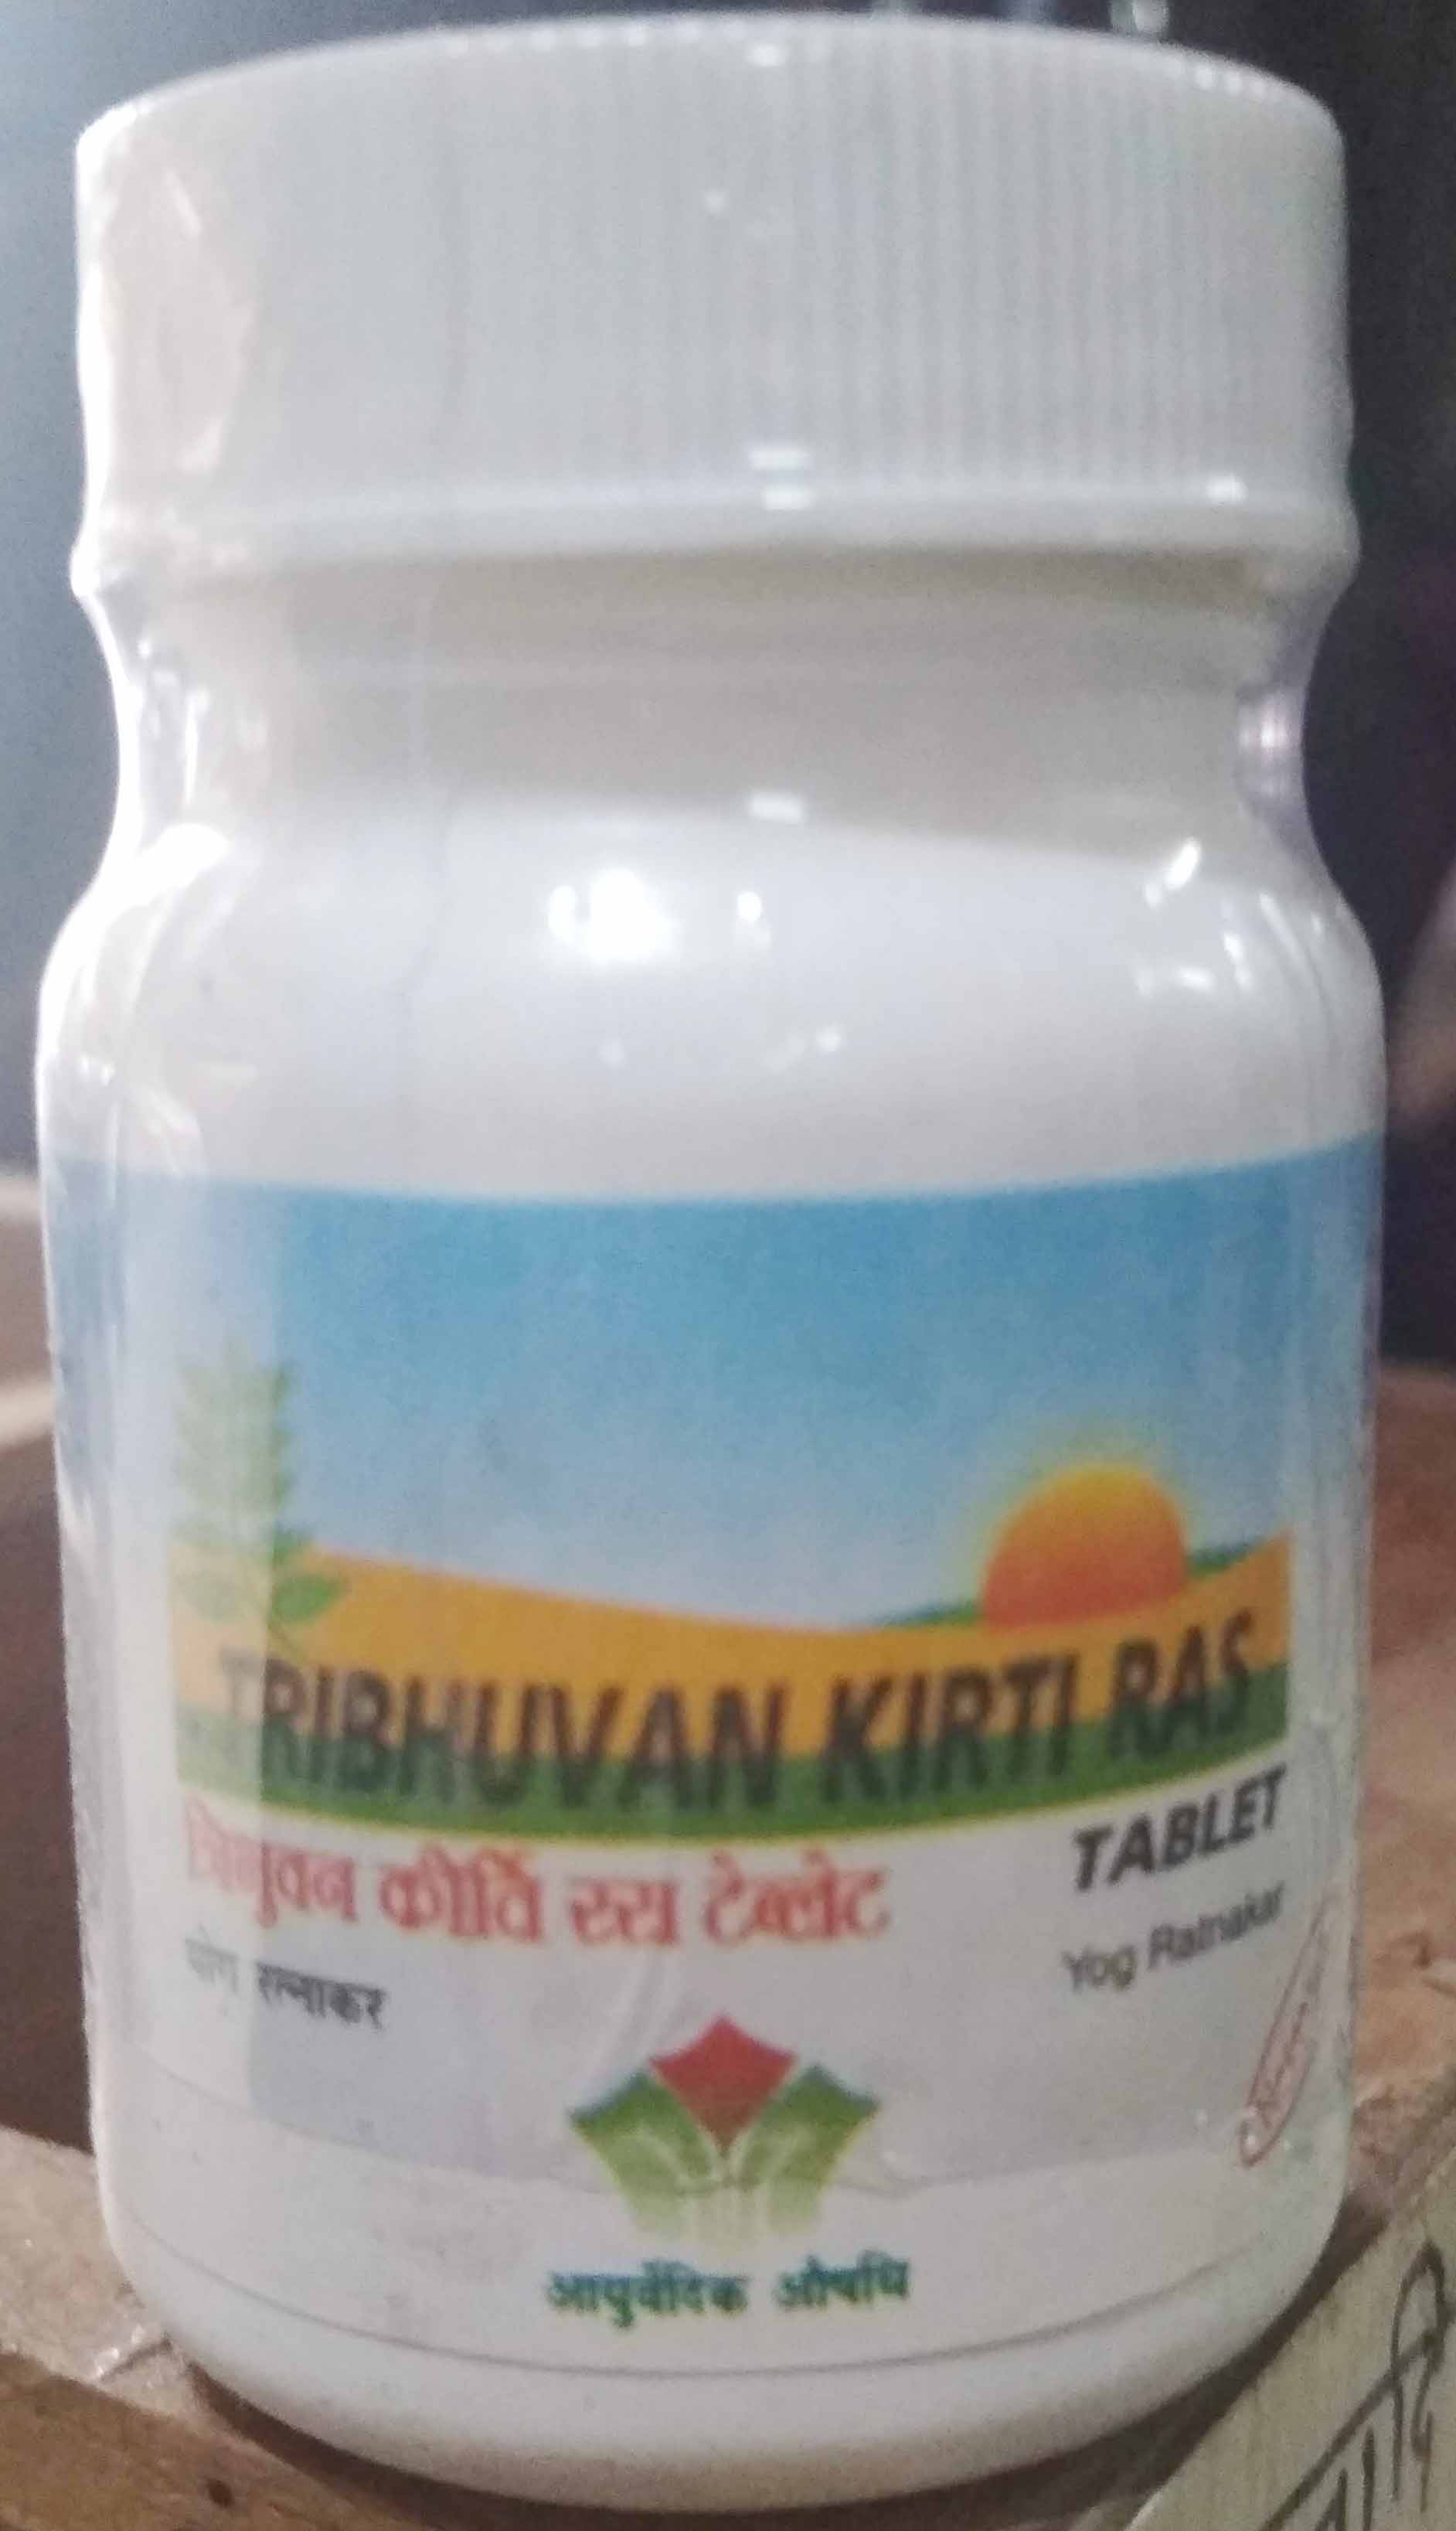 TRIBHUVAN KIRTI RAS
TABLET
त्रिभुवन कीर्ति रस टेब्लेट
Yog Ratnakar
योग रत्नाकर
आयुर्वेदिक औषधि